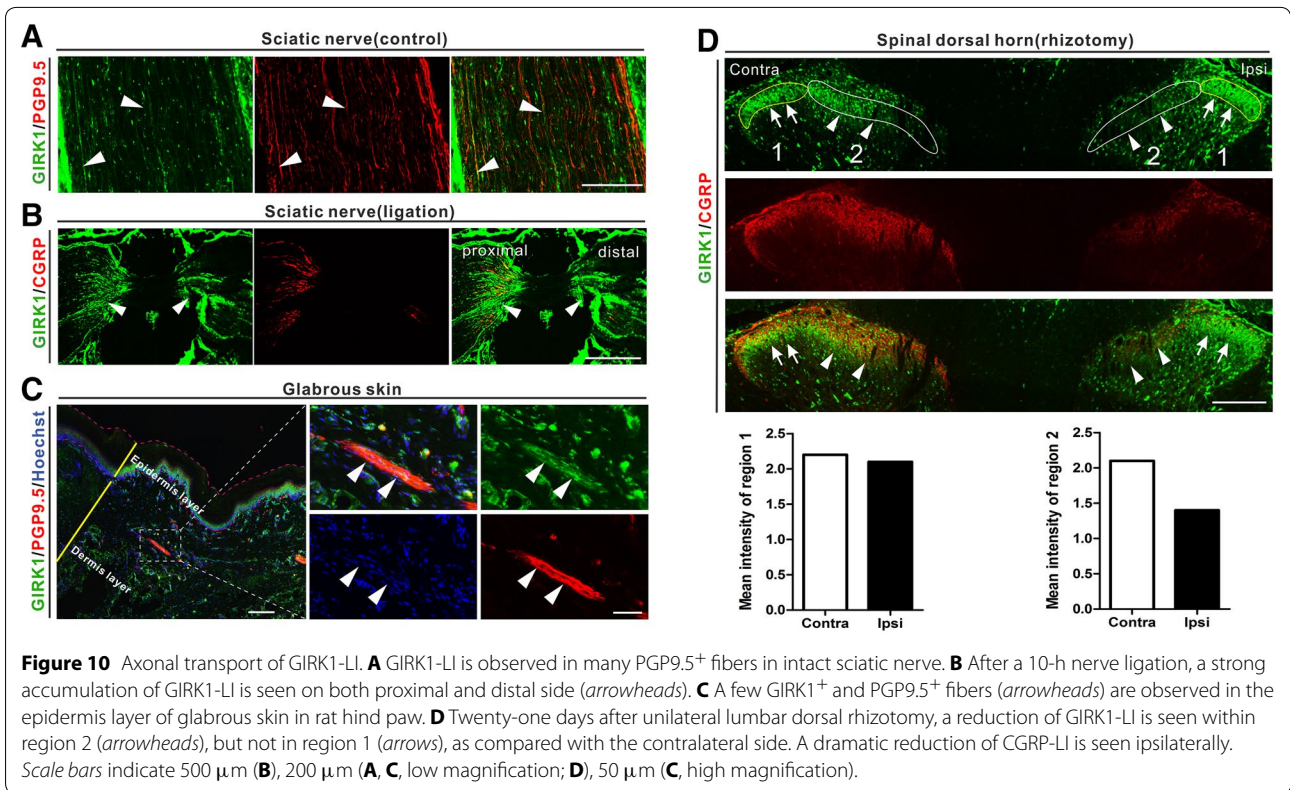 A
Sciatic nerve(control)
GIRK1/PGP9.5
B
Sciatic nerve(ligation)
GIRK1/CGRP
proximal
distal
C
Glabrous skin
GIRK1/PGP9.5/Hoechst
Epidermis layer
Dermis layer
D
Spinal dorsal horn(rhizotomy)
Contra
Ipsi
1
2
2
1
GIRK1/CGRP
Mean intensity of region 1
2.5
2.0
1.5
1.0
0.5
0.0
Contra
Ipsi
Mean intensity of region 2
2.5
2.0
1.5
1.0
0.5
0.0
Contra
Ipsi
Figure 10 Axonal transport of GIRK1-LI. A GIRK1-LI is observed in many PGP9.5+ fibers in intact sciatic nerve. B After a 10-h nerve ligation, a strong
accumulation of GIRK1-LI is seen on both proximal and distal side (arrowheads). C A few GIRK1+ and PGP9.5+ fibers (arrowheads) are observed in the
epidermis layer of glabrous skin in rat hind paw. D Twenty-one days after unilateral lumbar dorsal rhizotomy, a reduction of GIRK1-LI is seen within
region 2 (arrowheads), but not in region 1 (arrows), as compared with the contralateral side. A dramatic reduction of CGRP-LI is seen ipsilaterally.
Scale bars indicate 500 μm (B), 200 μm (A, C, low magnification; D), 50 μm (C, high magnification).